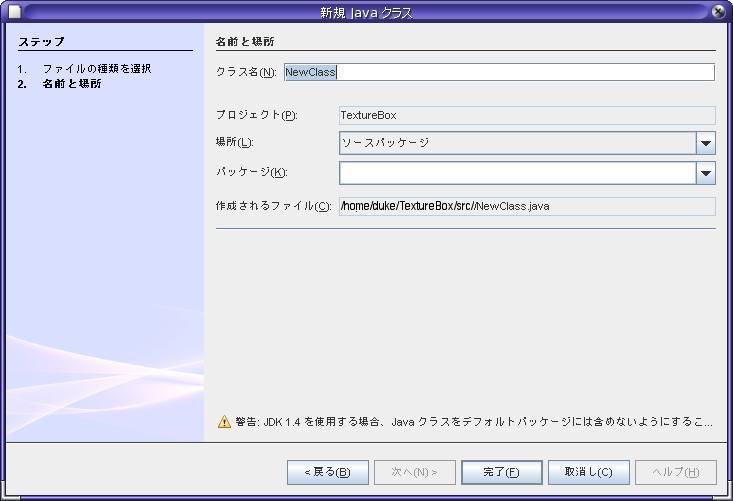 新規 Java クラス
ステップ
1. ファイルの種類を選択
2. 名前と場所
名前と場所
クラス名(N): NewClass
プロジェクト(P): TextureBox
場所(L): ソースパッケージ
パッケージ(K):
作成されるファイル(C): /home/duke/TextureBox/src//NewClass.java
警告: JDK 1.4 を使用する場合、Java クラスをデフォルトパッケージには含めないようにするこ...
< 戻る(B)
次へ(N) >
完了(F)
取消し(C)
ヘルプ(H)